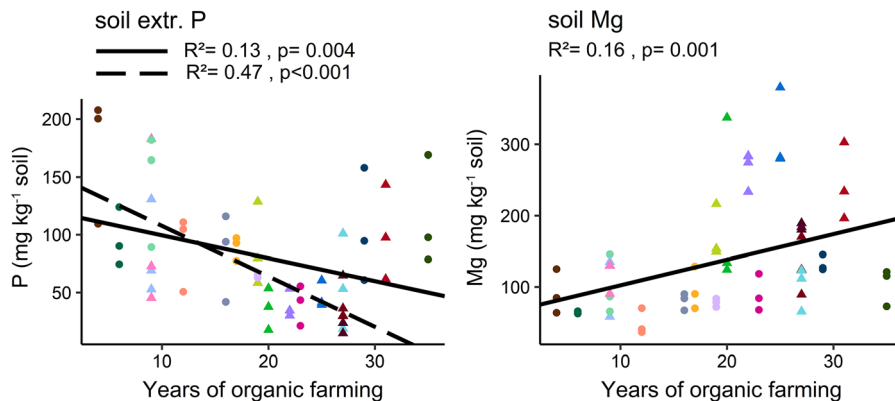 soil extr. P
R²= 0.13 , p= 0.004
R²= 0.47 , p<0.001
200
150
100
50
P (mg kg⁻¹ soil)
10
20
30
Years of organic farming
soil Mg
R²= 0.16 , p= 0.001
300
200
100
Mg (mg kg⁻¹ soil)
10
20
30
Years of organic farming